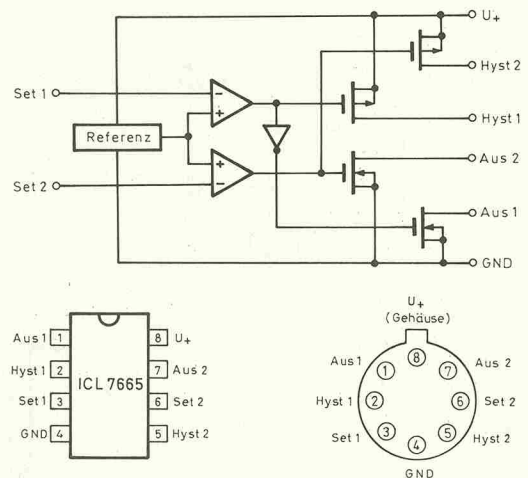 U+
Hyst 2
Set 1
−
+
Hyst 1
Referenz
Aus 2
+
−
Set 2
Aus 1
GND
U+
(Gehäuse)
Aus 1 1 8 U+
Hyst 1 2 7 Aus 2
ICL 7665
Set 1 3 6 Set 2
GND 4 5 Hyst 2
8
Aus 1 1 7 Aus 2
Hyst 1 2 6 Set 2
Set 1 3 5 Hyst 2
4
GND